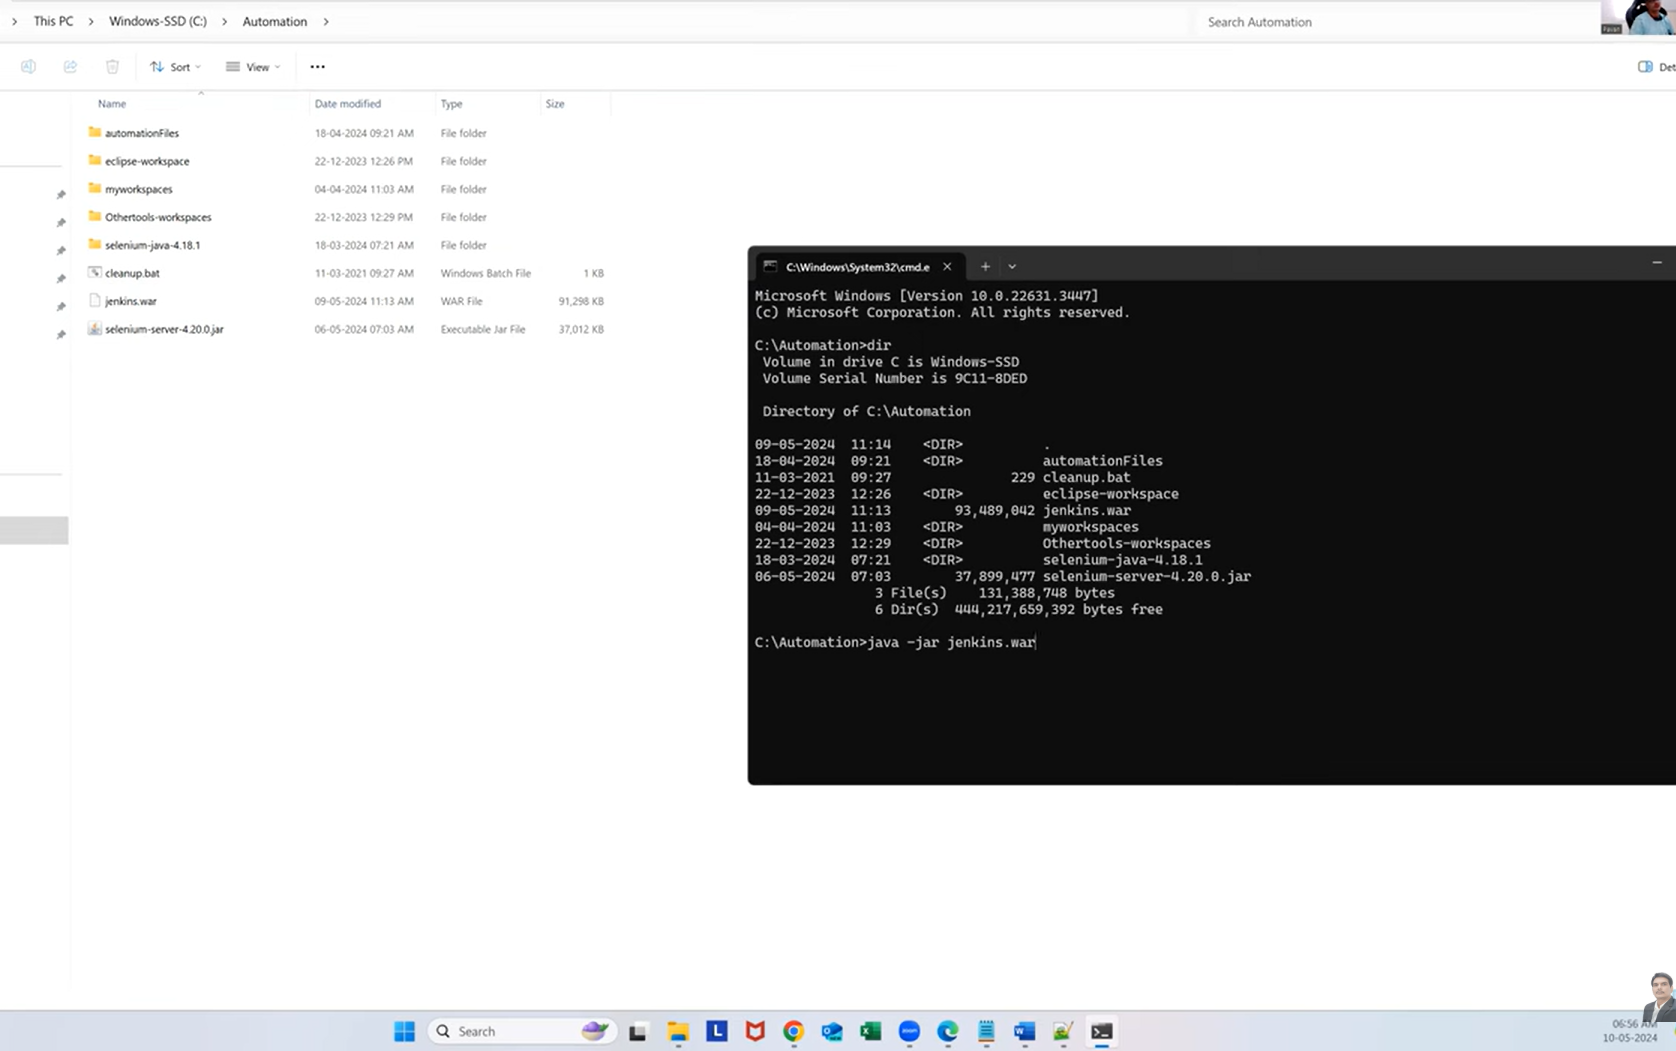 This PC > Windows-SSD (C:) > Automation >
Search Automation
Sort View ...
Name Date modified Type Size
automationFiles 18-04-2024 09:21 AM File folder
eclipse-workspace 22-12-2023 12:26 PM File folder
myworkspaces 04-04-2024 11:03 AM File folder
Othertools-workspaces 22-12-2023 12:29 PM File folder
selenium-java-4.18.1 18-03-2024 07:21 AM File folder
cleanup.bat 11-03-2021 09:27 AM Windows Batch File 1 KB
jenkins.war 09-05-2024 11:13 AM WAR File 91,298 KB
selenium-server-4.20.0.jar 06-05-2024 07:03 AM Executable Jar File 37,012 KB
C:\Windows\System32\cmd.e
Microsoft Windows [Version 10.0.22631.3447]
(c) Microsoft Corporation. All rights reserved.
C:\Automation>dir
Volume in drive C is Windows-SSD
Volume Serial Number is 9C11-8DED
Directory of C:\Automation
09-05-2024 11:14 <DIR> .
18-04-2024 09:21 <DIR> automationFiles
11-03-2021 09:27 229 cleanup.bat
22-12-2023 12:26 <DIR> eclipse-workspace
09-05-2024 11:13 93,489,042 jenkins.war
04-04-2024 11:03 <DIR> myworkspaces
22-12-2023 12:29 <DIR> Othertools-workspaces
18-03-2024 07:21 <DIR> selenium-java-4.18.1
06-05-2024 07:03 37,899,477 selenium-server-4.20.0.jar
3 File(s) 131,388,748 bytes
6 Dir(s) 444,217,659,392 bytes free
C:\Automation>java -jar jenkins.war
Search
06:56
10-05-2024